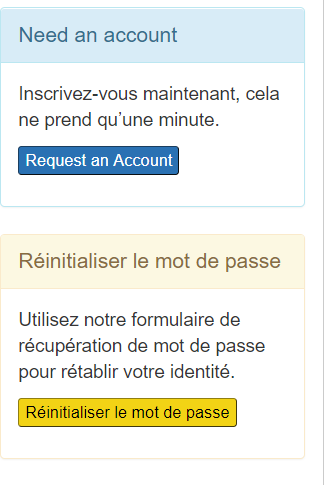 Need an account
Inscrivez-vous maintenant, cela
ne prend qu’une minute.
Request an Account
Réinitialiser le mot de passe
Utilisez notre formulaire de
récupération de mot de passe
pour rétablir votre identité.
Réinitialiser le mot de passe